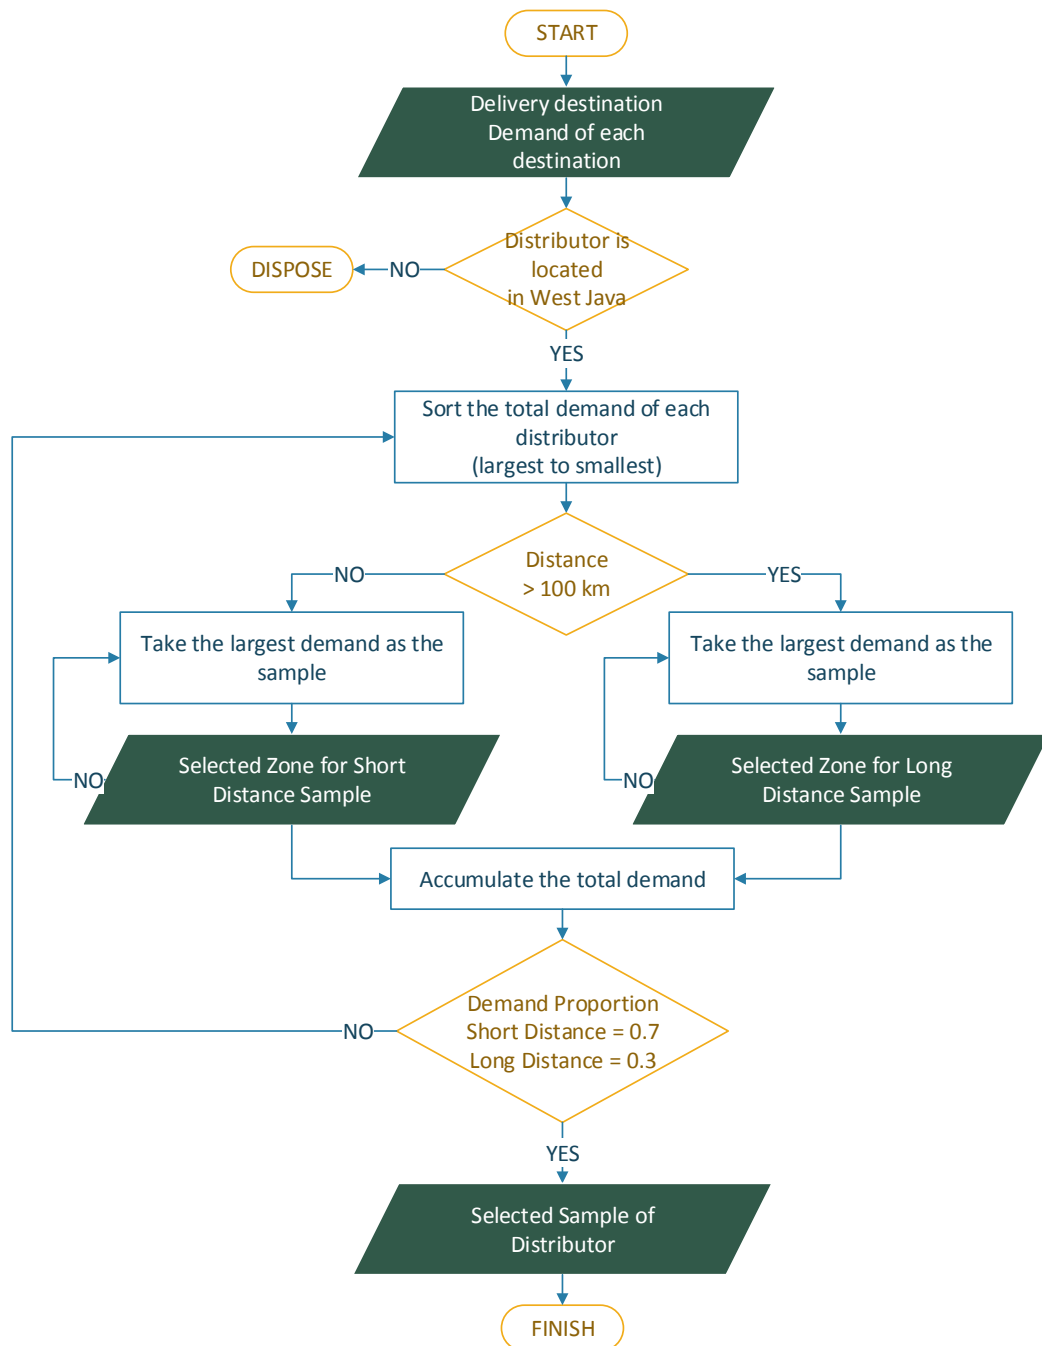 START
Delivery destination
Demand of each
destination
Distributor is
located
in West Java
NO
DISPOSE
YES
Sort the total demand of each
distributor
(largest to smallest)
Distance
> 100 km
NO
YES
Take the largest demand as the
sample
Take the largest demand as the
sample
Selected Zone for Short
Distance Sample
NO
Selected Zone for Long
Distance Sample
NO
Accumulate the total demand
Demand Proportion
Short Distance = 0.7
Long Distance = 0.3
NO
YES
Selected Sample of
Distributor
FINISH